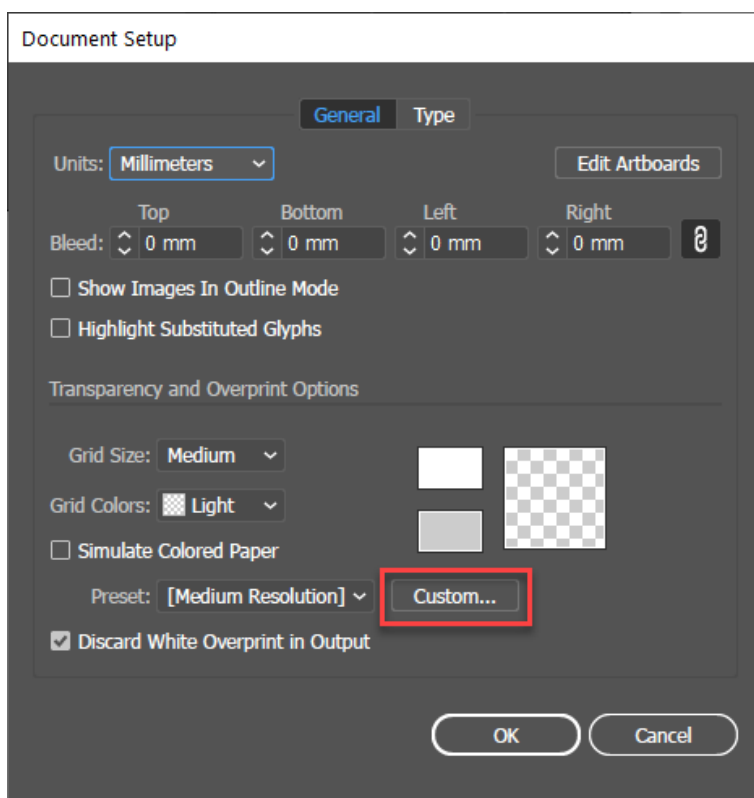 Document Setup
General Type
Units: Millimeters Edit Artboards
Top Bottom Left Right
Bleed: 0 mm 0 mm 0 mm 0 mm
Show Images In Outline Mode
Highlight Substituted Glyphs
Transparency and Overprint Options
Grid Size: Medium
Grid Colors: Light
Simulate Colored Paper
Preset: [Medium Resolution] Custom...
Discard White Overprint in Output
OK Cancel